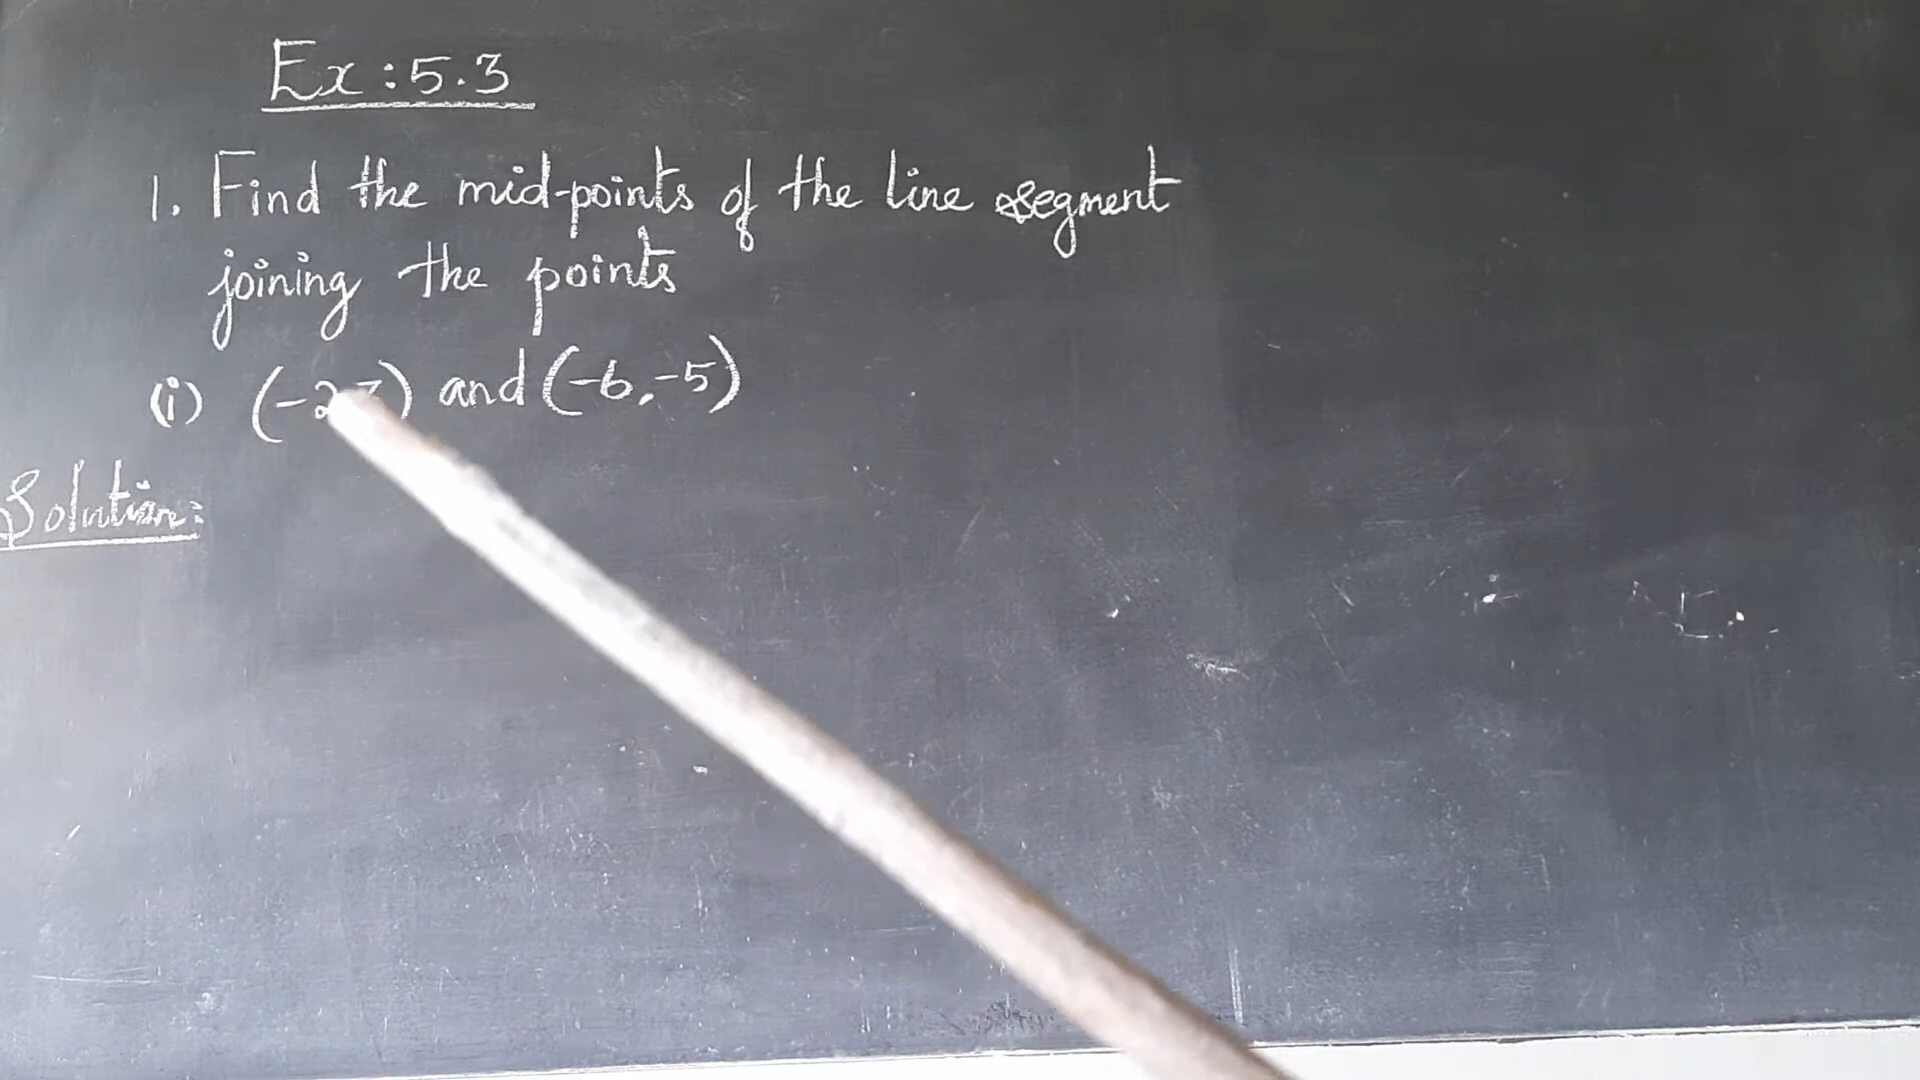 Ex : 5.3
1. Find the mid-points of the line segment
joining the points
(i) (-2, ) and (-6, -5)
Solution: